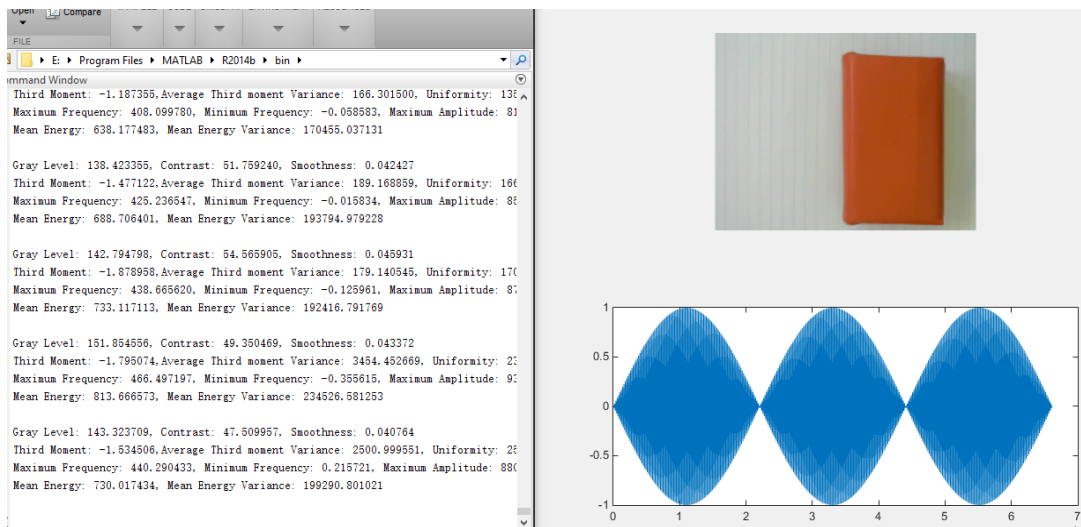 Open
Compare
FILE
E: ▸ Program Files ▸ MATLAB ▸ R2014b ▸ bin ▸
ommand Window
Third Moment: -1.187355,Average Third moment Variance: 166.301500, Uniformity: 135
Maximum Frequency: 408.099780, Minimum Frequency: -0.058583, Maximum Amplitude: 81
Mean Energy: 638.177483, Mean Energy Variance: 170455.037131
Gray Level: 138.423355, Contrast: 51.759240, Smoothness: 0.042427
Third Moment: -1.477122,Average Third moment Variance: 189.168859, Uniformity: 166
Maximum Frequency: 425.236547, Minimum Frequency: -0.015834, Maximum Amplitude: 85
Mean Energy: 688.706401, Mean Energy Variance: 193794.979228
Gray Level: 142.794798, Contrast: 54.565905, Smoothness: 0.045931
Third Moment: -1.878958,Average Third moment Variance: 179.140545, Uniformity: 170
Maximum Frequency: 438.665620, Minimum Frequency: -0.125961, Maximum Amplitude: 87
Mean Energy: 733.117113, Mean Energy Variance: 192416.791769
Gray Level: 151.854556, Contrast: 49.350469, Smoothness: 0.043372
Third Moment: -1.795074,Average Third moment Variance: 3454.452669, Uniformity: 23
Maximum Frequency: 466.497197, Minimum Frequency: -0.355615, Maximum Amplitude: 93
Mean Energy: 813.666573, Mean Energy Variance: 234526.581253
Gray Level: 143.323709, Contrast: 47.509957, Smoothness: 0.040764
Third Moment: -1.534506,Average Third moment Variance: 2500.999551, Uniformity: 25
Maximum Frequency: 440.290433, Minimum Frequency: 0.215721, Maximum Amplitude: 880
Mean Energy: 730.017434, Mean Energy Variance: 199290.801021
1
0.5
0
-0.5
-1
0 1 2 3 4 5 6 7